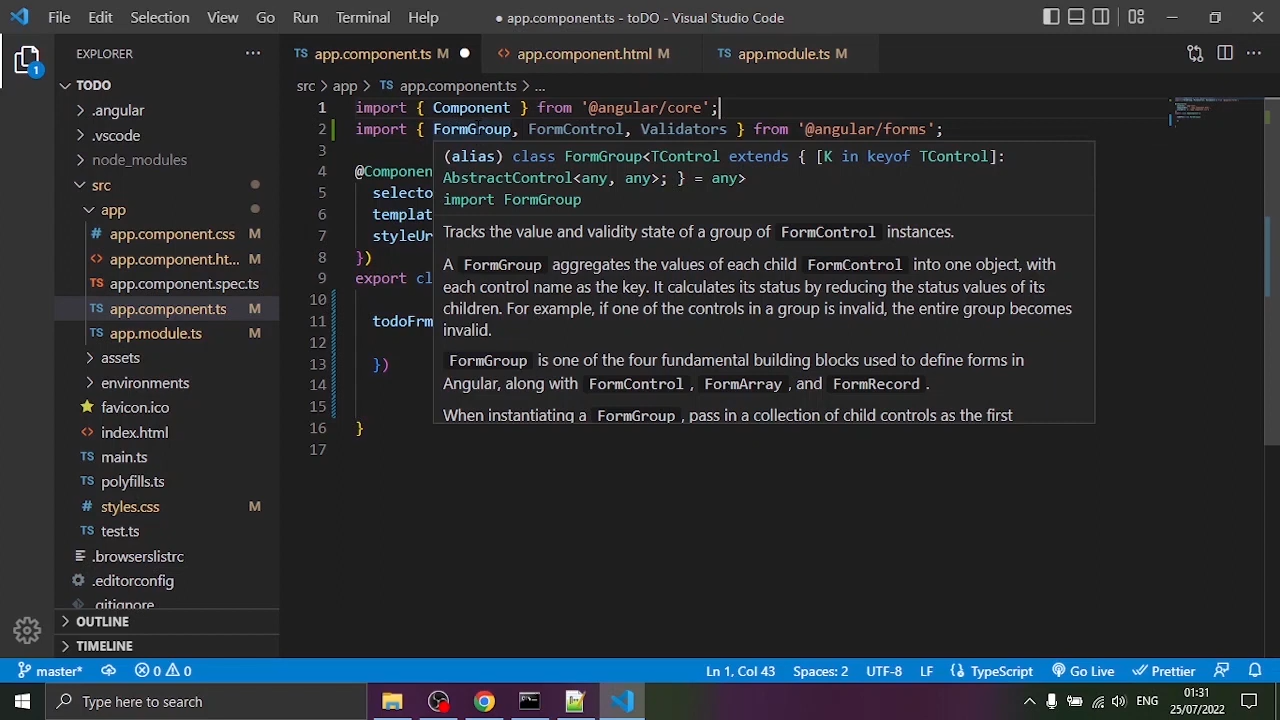 File Edit Selection View Go Run Terminal Help
● app.component.ts - toDO - Visual Studio Code
EXPLORER
TS app.component.ts M
<> app.component.html M
TS app.module.ts M
1
TODO
.angular
.vscode
node_modules
src
app
# app.component.css M
<> app.component.ht... M
TS app.component.spec.ts
TS app.component.ts M
TS app.module.ts M
assets
environments
favicon.ico
<> index.html
TS main.ts
TS polyfills.ts
# styles.css M
TS test.ts
.browserslistrc
.editorconfig
.gitignore
OUTLINE
TIMELINE
src > app > TS app.component.ts > ...
1 import { Component } from '@angular/core';
2 import { FormGroup, FormControl, Validators } from '@angular/forms';
3
4 @Component
5 selecto
6 templat
7 styleUr
8 })
9 export cl
10
11 todoFrm
12
13 })
14
15
16 }
17
(alias) class FormGroup<TControl extends { [K in keyof TControl]:
AbstractControl<any, any>; } = any>
import FormGroup
Tracks the value and validity state of a group of FormControl instances.
A FormGroup aggregates the values of each child FormControl into one object, with
each control name as the key. It calculates its status by reducing the status values of its
children. For example, if one of the controls in a group is invalid, the entire group becomes
invalid.
FormGroup is one of the four fundamental building blocks used to define forms in
Angular, along with FormControl , FormArray , and FormRecord .
When instantiating a FormGroup , pass in a collection of child controls as the first
master* 0 0 Ln 1, Col 43 Spaces: 2 UTF-8 LF TypeScript Go Live Prettier
Type here to search
ENG
01:31
25/07/2022